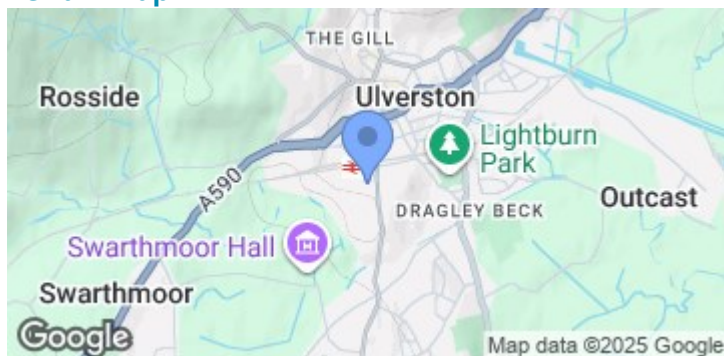 THE GILL
Rosside
Ulverston
Lightburn
Park
A590
Outcast
DRAGLEY BECK
Swarthmoor Hall
Swarthmoor
Google
Map data ©2025 Google